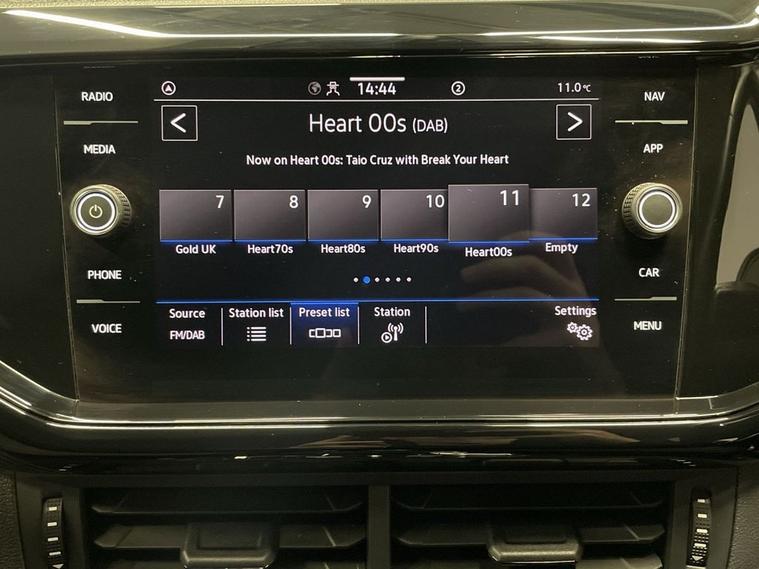 RADIO
MEDIA
PHONE
VOICE
14:44
2
11.0°C
Heart 00s (DAB)
Now on Heart 00s: Taio Cruz with Break Your Heart
7 8 9 10 11 12
Gold UK Heart70s Heart80s Heart90s Heart00s Empty
Source Station list Preset list Station Settings
FM/DAB
NAV
APP
CAR
MENU